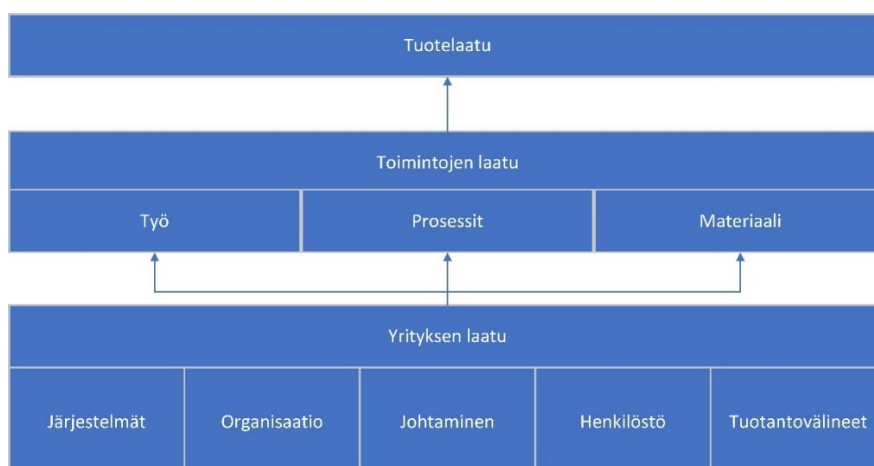 Tuotelaatu
Toimintojen laatu
Työ
Prosessit
Materiaali
Yrityksen laatu
Järjestelmät
Organisaatio
Johtaminen
Henkilöstö
Tuotantovälineet